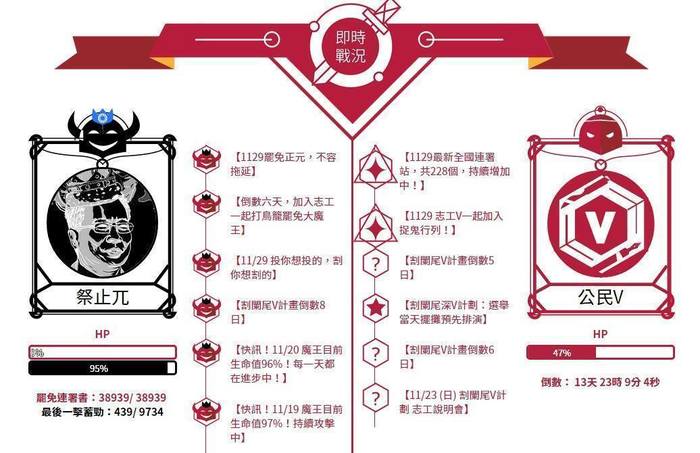 即時
戰況
祭止兀
HP
0%
95%
罷免連署書：38939/ 38939
最後一擊蓄勁：439/ 9734
【1129罷免正元，不容
拖延】
【倒數六天，加入志工
一起打鳥籠罷免大魔
王】
【11/29 投你想投的，割
你想割的】
【割闌尾V計畫倒數8
日】
【快訊！11/20 魔王目前
生命值96%！每一天都
在進步中！】
【快訊！11/19 魔王目前
生命值97%！持續攻擊
中】
【1129最新全國連署
站，共228個，持續增加
中！】
【1129 志工V一起加入
捉鬼行列！】
?
【割闌尾V計畫倒數5
日】
【割闌尾深V計劃：選舉
當天擺攤預先排演】
?
【割闌尾V計畫倒數6
日】
?
【11/23 (日) 割闌尾V計
劃 志工說明會】
V
公民V
HP
47%
倒數： 13天 23時 9分 4秒